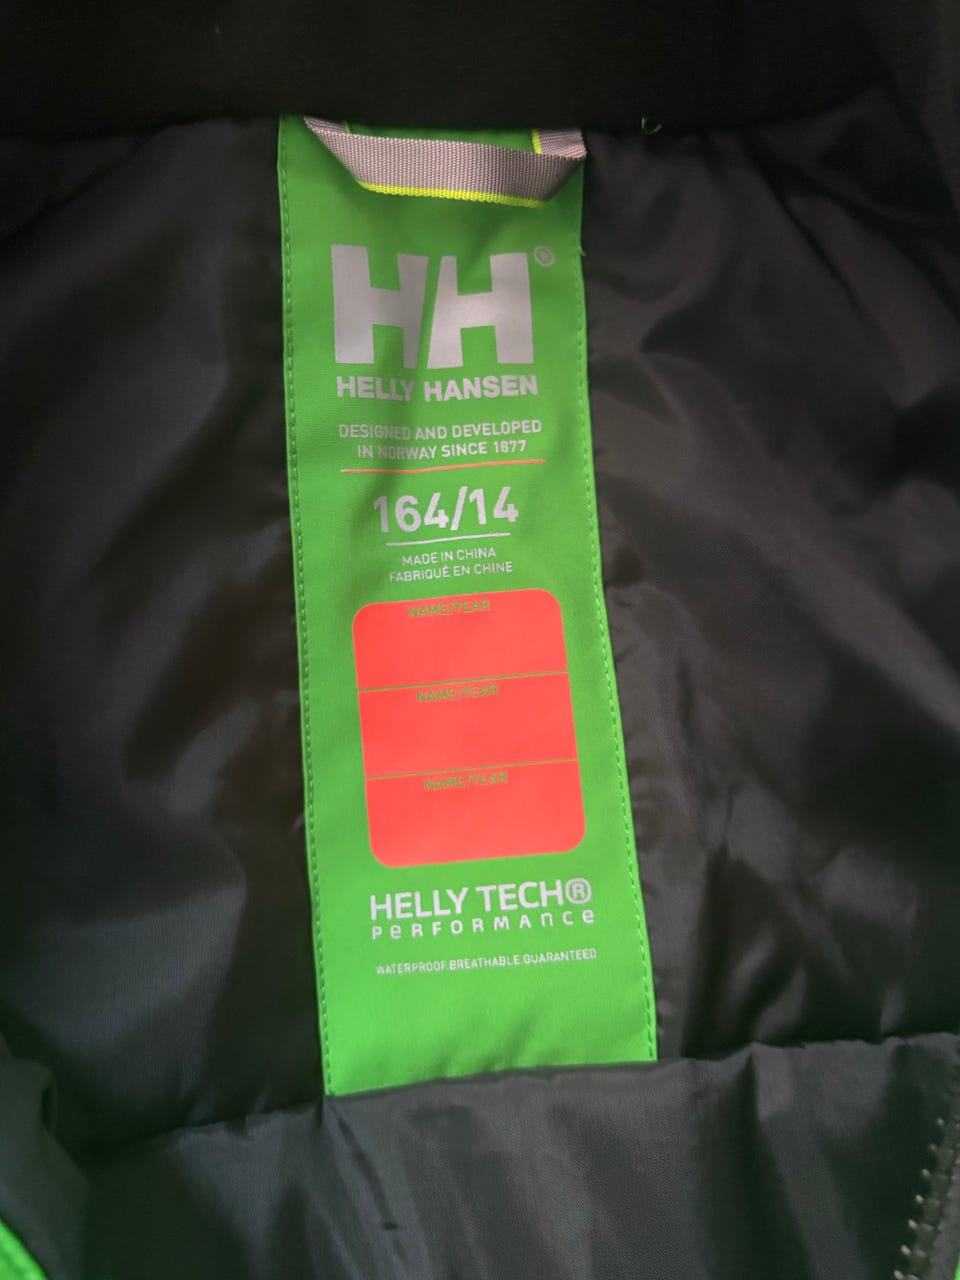 HH®
HELLY HANSEN
DESIGNED AND DEVELOPED
IN NORWAY SINCE 1877
164/14
MADE IN CHINA
FABRIQUÉ EN CHINE
NAME/YEAR
NAME/YEAR
NAME/YEAR
HELLY TECH®
PeRFORMAnce
WATERPROOF.BREATHABLE.GUARANTEED